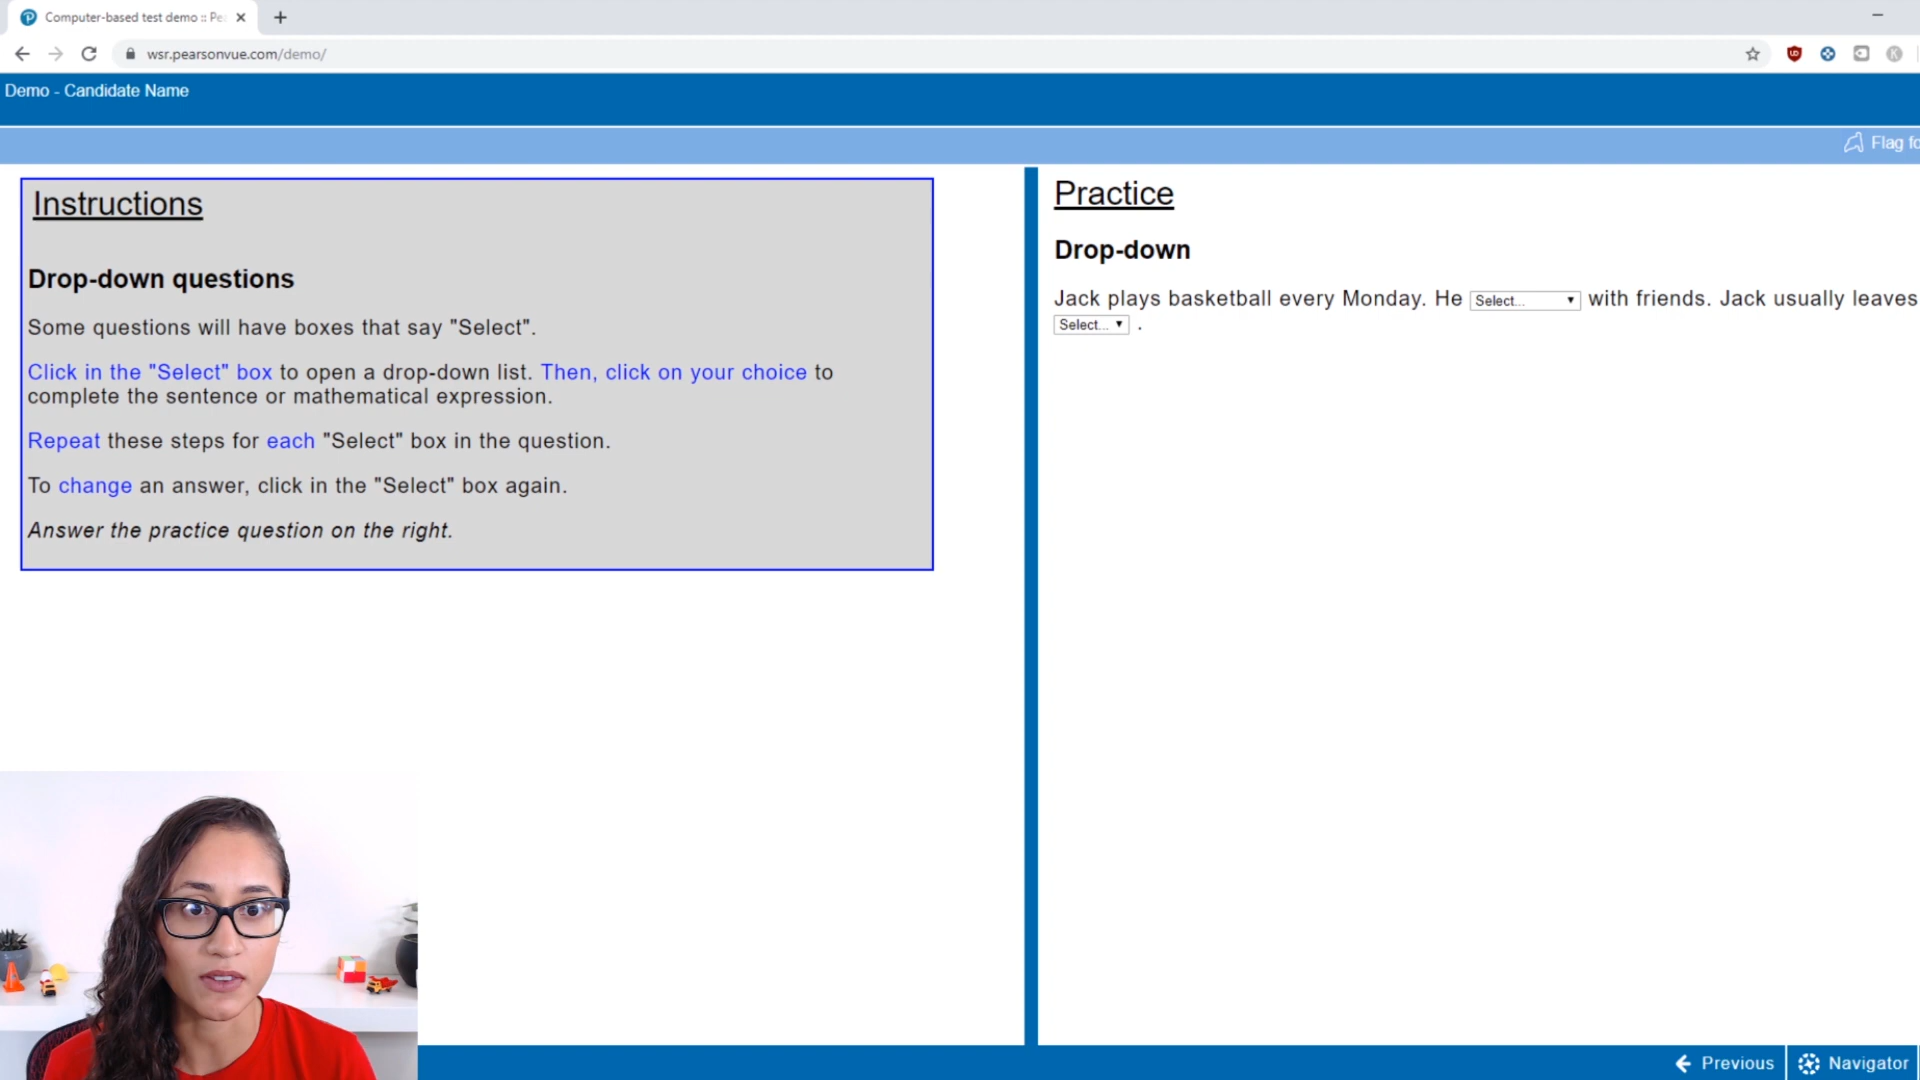 Computer-based test demo :: Pe
wsr.pearsonvue.com/demo/
Demo - Candidate Name
Flag fo
Instructions
Drop-down questions
Some questions will have boxes that say "Select".
Click in the "Select" box to open a drop-down list. Then, click on your choice to
complete the sentence or mathematical expression.
Repeat these steps for each "Select" box in the question.
To change an answer, click in the "Select" box again.
Answer the practice question on the right.
Practice
Drop-down
Jack plays basketball every Monday. He Select... with friends. Jack usually leaves
Select... .
Previous
Navigator